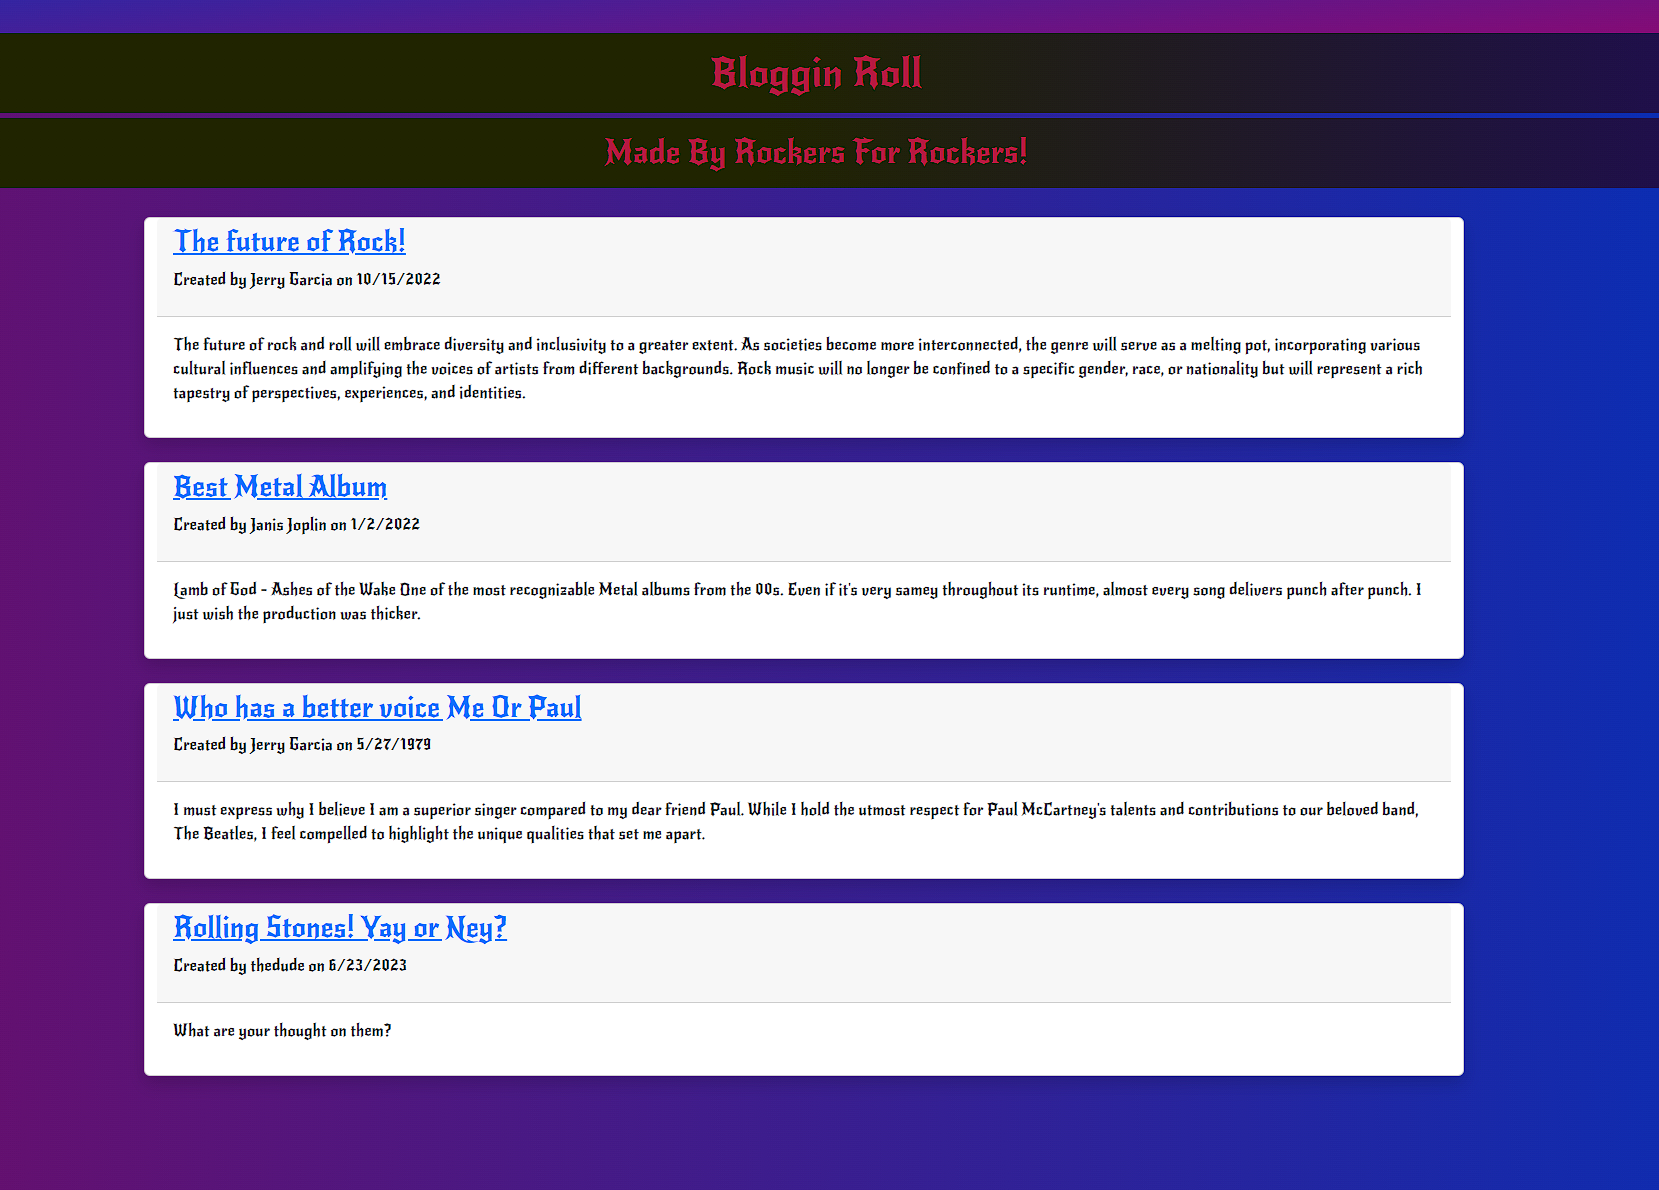 Bloggin Roll
Made By Rockers For Rockers!
The future of Rock!
Created by Jerry Garcia on 10/15/2022
The future of rock and roll will embrace diversity and inclusivity to a greater extent. As societies become more interconnected, the genre will serve as a melting pot, incorporating various
cultural influences and amplifying the voices of artists from different backgrounds. Rock music will no longer be confined to a specific gender, race, or nationality but will represent a rich
tapestry of perspectives, experiences, and identities.
Best Metal Album
Created by Janis Joplin on 1/2/2022
Lamb of God - Ashes of the Wake One of the most recognizable Metal albums from the 00s. Even if it's very samey throughout its runtime, almost every song delivers punch after punch. I
just wish the production was thicker.
Who has a better voice Me Or Paul
Created by Jerry Garcia on 5/27/1979
I must express why I believe I am a superior singer compared to my dear friend Paul. While I hold the utmost respect for Paul McCartney's talents and contributions to our beloved band,
The Beatles, I feel compelled to highlight the unique qualities that set me apart.
Rolling Stones! Yay or Ney?
Created by thedude on 6/23/2023
What are your thought on them?